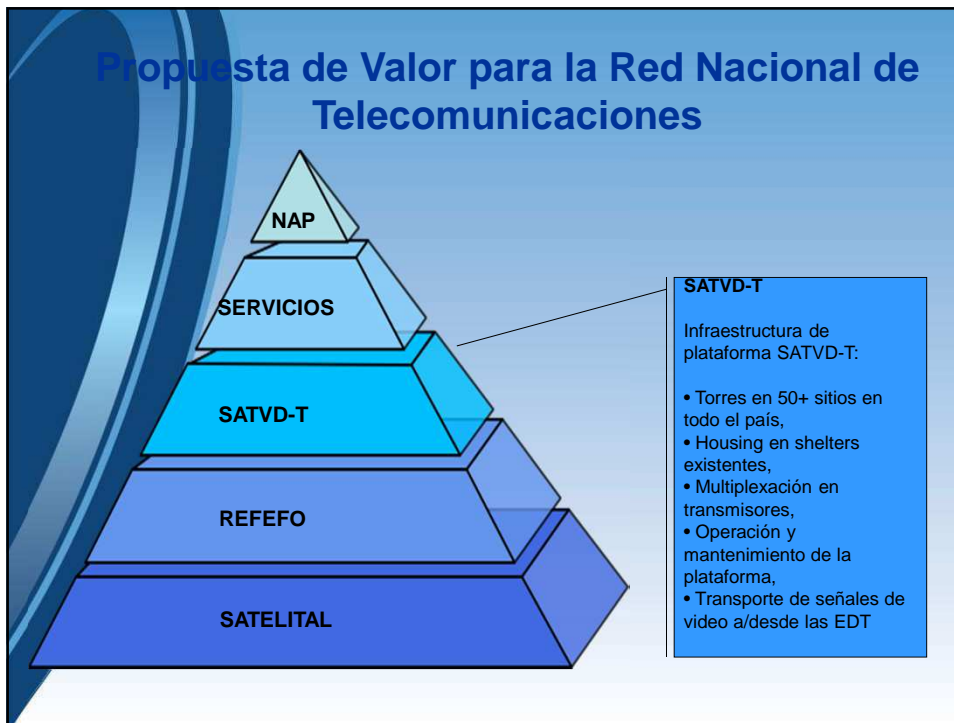 Propuesta de Valor para la Red Nacional de
Telecomunicaciones
NAP
SERVICIOS
SATVD-T
REFEFO
SATELITAL
SATVD-T
Infraestructura de
plataforma SATVD-T:
• Torres en 50+ sitios en
todo el país,
• Housing en shelters
existentes,
• Multiplexación en
transmisores,
• Operación y
mantenimiento de la
plataforma,
• Transporte de señales de
video a/desde las EDT